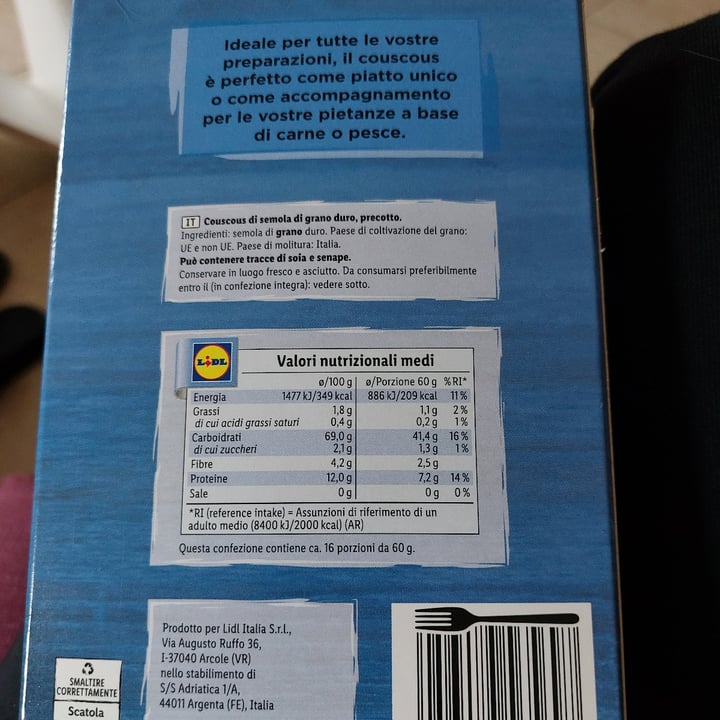 Ideale per tutte le vostre
preparazioni, il couscous
è perfetto come piatto unico
o come accompagnamento
per le vostre pietanze a base
di carne o pesce.
IT Couscous di semola di grano duro, precotto.
Ingredienti: semola di grano duro. Paese di coltivazione del grano:
UE e non UE. Paese di molitura: Italia.
Può contenere tracce di soia e senape.
Conservare in luogo fresco e asciutto. Da consumarsi preferibilmente
entro il (in confezione integra): vedere sotto.
LIDL
Valori nutrizionali medi
ø/100 g ø/Porzione 60 g %RI*
Energia 1477 kJ/349 kcal 886 kJ/209 kcal 11 %
Grassi 1,8 g 1,1 g 2 %
di cui acidi grassi saturi 0,4 g 0,2 g 1 %
Carboidrati 69,0 g 41,4 g 16 %
di cui zuccheri 2,1 g 1,3 g 1 %
Fibre 4,2 g 2,5 g
Proteine 12,0 g 7,2 g 14 %
Sale 0 g 0 g 0 %
*RI (reference intake) = Assunzioni di riferimento di un
adulto medio (8400 kJ/2000 kcal) (AR)
Questa confezione contiene ca. 16 porzioni da 60 g.
Prodotto per Lidl Italia S.r.l.,
Via Augusto Ruffo 36,
I-37040 Arcole (VR)
nello stabilimento di
S/S Adriatica 1/A,
44011 Argenta (FE), Italia
SMALTIRE
CORRETTAMENTE
Scatola